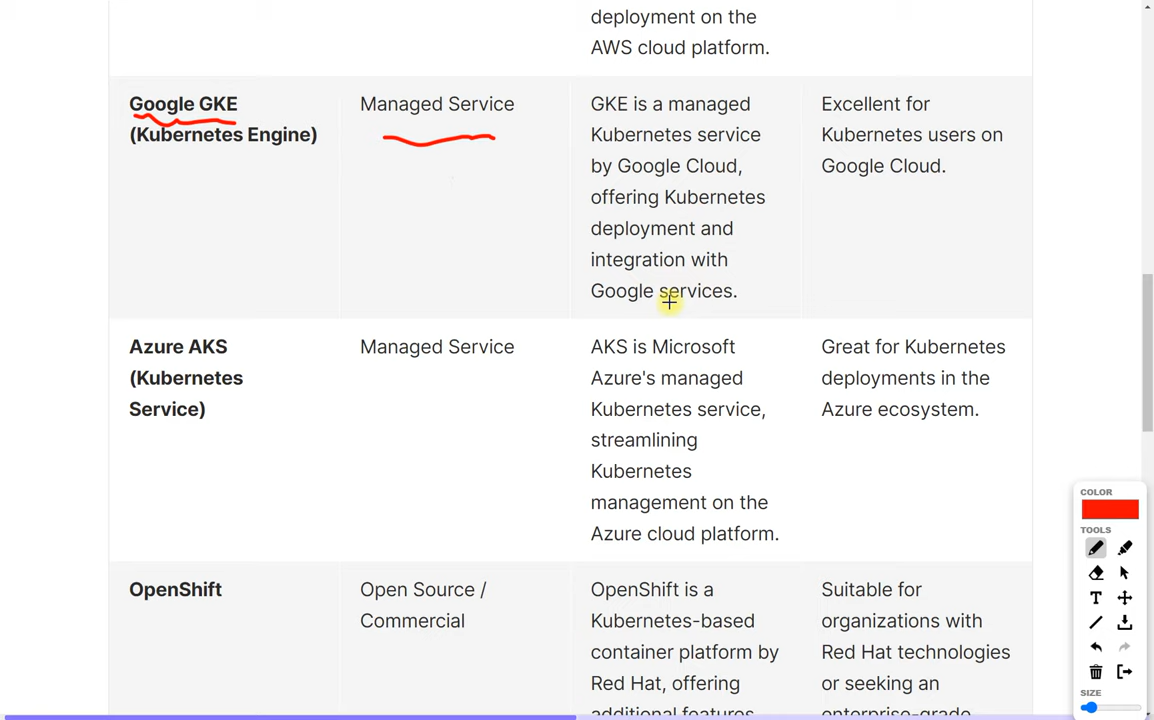 deployment on the
AWS cloud platform.
Google GKE
(Kubernetes Engine)
Managed Service
GKE is a managed
Kubernetes service
by Google Cloud,
offering Kubernetes
deployment and
integration with
Google services.
Excellent for
Kubernetes users on
Google Cloud.
Azure AKS
(Kubernetes
Service)
Managed Service
AKS is Microsoft
Azure's managed
Kubernetes service,
streamlining
Kubernetes
management on the
Azure cloud platform.
Great for Kubernetes
deployments in the
Azure ecosystem.
OpenShift
Open Source /
Commercial
OpenShift is a
Kubernetes-based
container platform by
Red Hat, offering
additional features
Suitable for
organizations with
Red Hat technologies
or seeking an
enterprise-grade
COLOR
TOOLS
T
SIZE